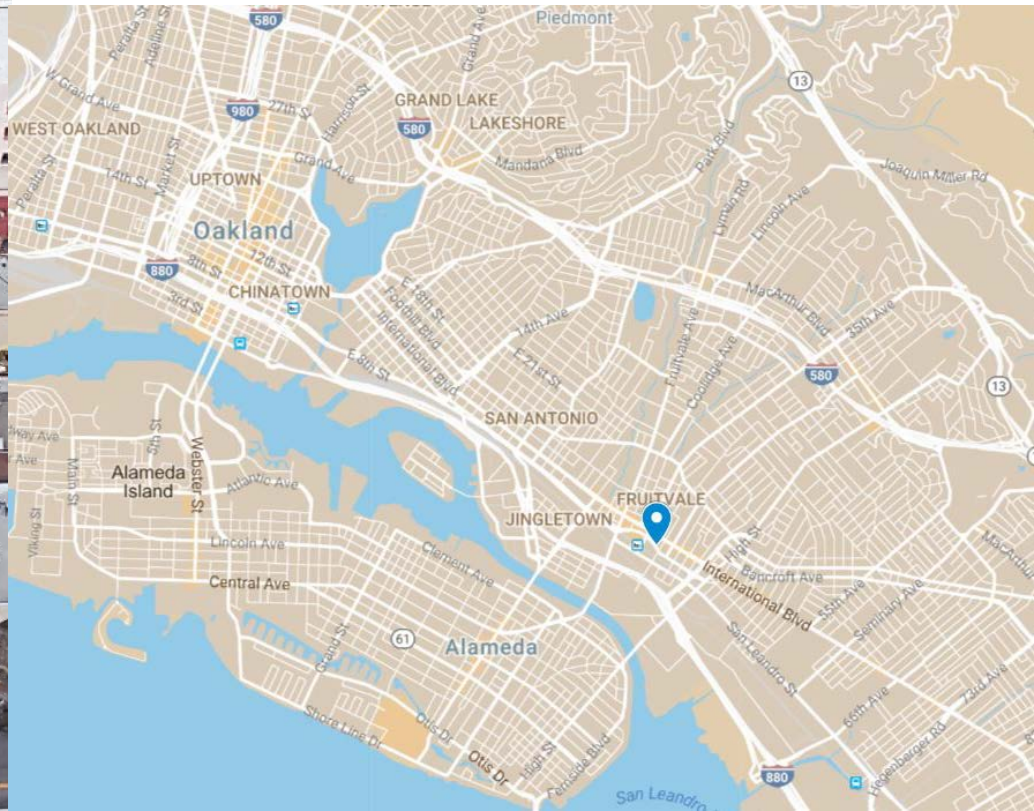 580
Piedmont
Peralta St
Adeline St
Grand Ave
13
W Grand Ave
980
27th St
Harrison St
GRAND LAKE
580
LAKESHORE
WEST OAKLAND
Market St
Mandana Blvd
Park Blvd
Grand Ave
Joaquin Miller Rd
14th St
UPTOWN
Peralta St
Lyman Rd
Lincoln Ave
Oakland
12th St
8th St
880
CHINATOWN
3rd St
E 18th St
Foothill Blvd
International Blvd
14th Ave
MacArthur Blvd
35th Ave
E 8th St
E 21st St
Fruitvale Ave
Coolidge Ave
580
13
SAN ANTONIO
5th St
Webster St
Main St
Alameda
Island
Atlantic Ave
Viking St
FRUITVALE
JINGLETOWN
High St
Lincoln Ave
Clement Ave
Central Ave
International Blvd
Bancroft Ave
55th Ave
Seminary Ave
Grand St
61
Alameda
San Leandro St
73rd Ave
66th Ave
Shore Line Dr
Otis Dr
Otis Dr
High St
Fernside Blvd
Hegenberger Rd
880
San Leandro